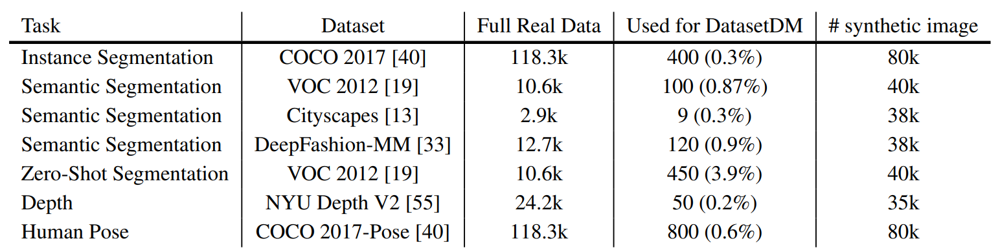 Task Dataset Full Real Data Used for DatasetDM # synthetic image
Instance Segmentation COCO 2017 [40] 118.3k 400 (0.3%) 80k
Semantic Segmentation VOC 2012 [19] 10.6k 100 (0.87%) 40k
Semantic Segmentation Cityscapes [13] 2.9k 9 (0.3%) 38k
Semantic Segmentation DeepFashion-MM [33] 12.7k 120 (0.9%) 38k
Zero-Shot Segmentation VOC 2012 [19] 10.6k 450 (3.9%) 40k
Depth NYU Depth V2 [55] 24.2k 50 (0.2%) 35k
Human Pose COCO 2017-Pose [40] 118.3k 800 (0.6%) 80k